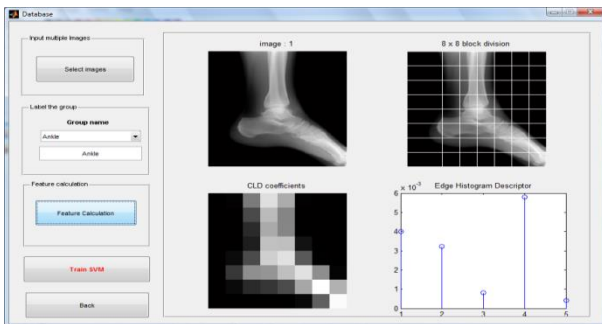 Database
Input multiple images
Select images
Label the group
Group name
Ankle
Ankle
Feature calculation
Feature Calculation
Train SVM
Back
image : 1
8 x 8 block division
CLD coefficients
Edge Histogram Descriptor
x 10⁻³
6
5
4
3
2
1
0
1 2 3 4 5